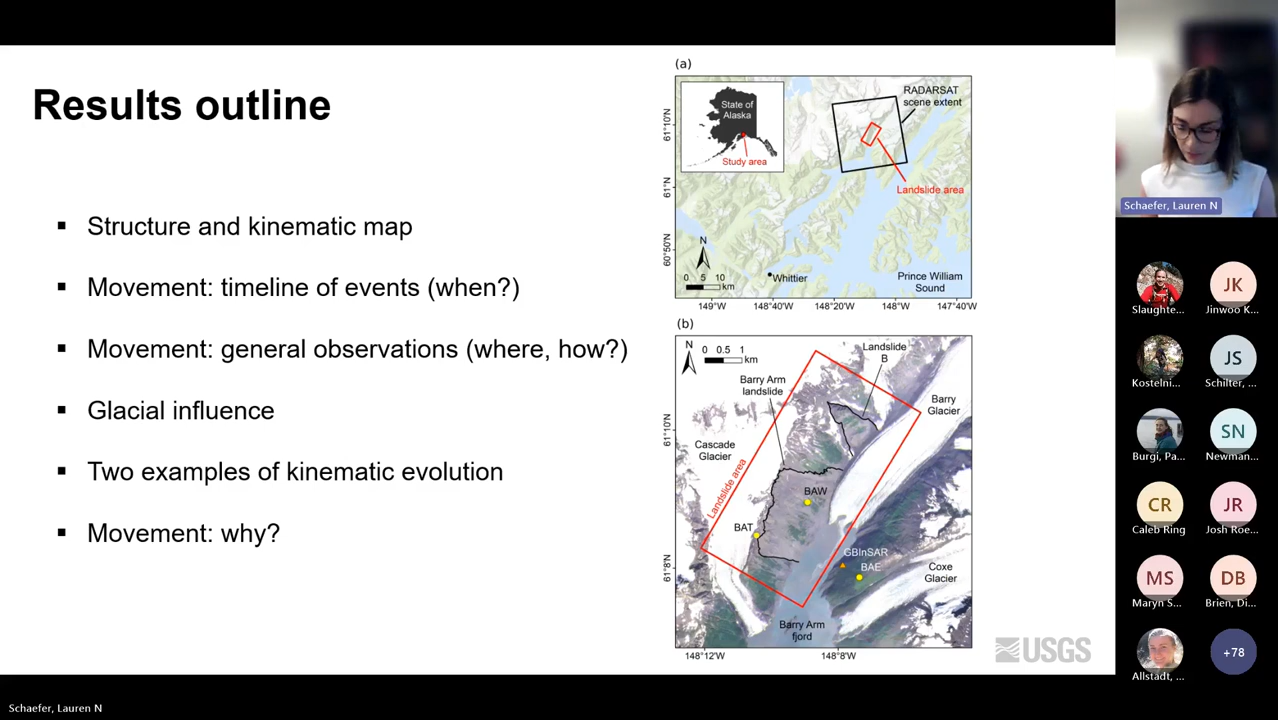 Results outline
▪ Structure and kinematic map
▪ Movement: timeline of events (when?)
▪ Movement: general observations (where, how?)
▪ Glacial influence
▪ Two examples of kinematic evolution
▪ Movement: why?
(a)
State of
Alaska
Study area
RADARSAT
scene extent
Landslide area
N
0 5 10
km
Whittier
Prince William
Sound
61°10'N
61°N
60°50'N
149°W
148°40'W
148°20'W
148°W
147°40'W
(b)
N
0 0.5 1
km
Landslide
B
Barry Arm
landslide
Barry
Glacier
Cascade
Glacier
Landslide area
BAW
BAT
GBInSAR
BAE
Coxe
Glacier
Barry Arm
fjord
61°10'N
61°8'N
148°12'W
148°8'W
USGS
Schaefer, Lauren N
Slaughte...
JK
Jinwoo K...
Kostelni...
JS
Schilter, ...
Burgi, Pa...
SN
Newman...
CR
Caleb Ring
JR
Josh Roe...
MS
Maryn S...
DB
Brien, Di...
Allstadt, ...
+78
Schaefer, Lauren N